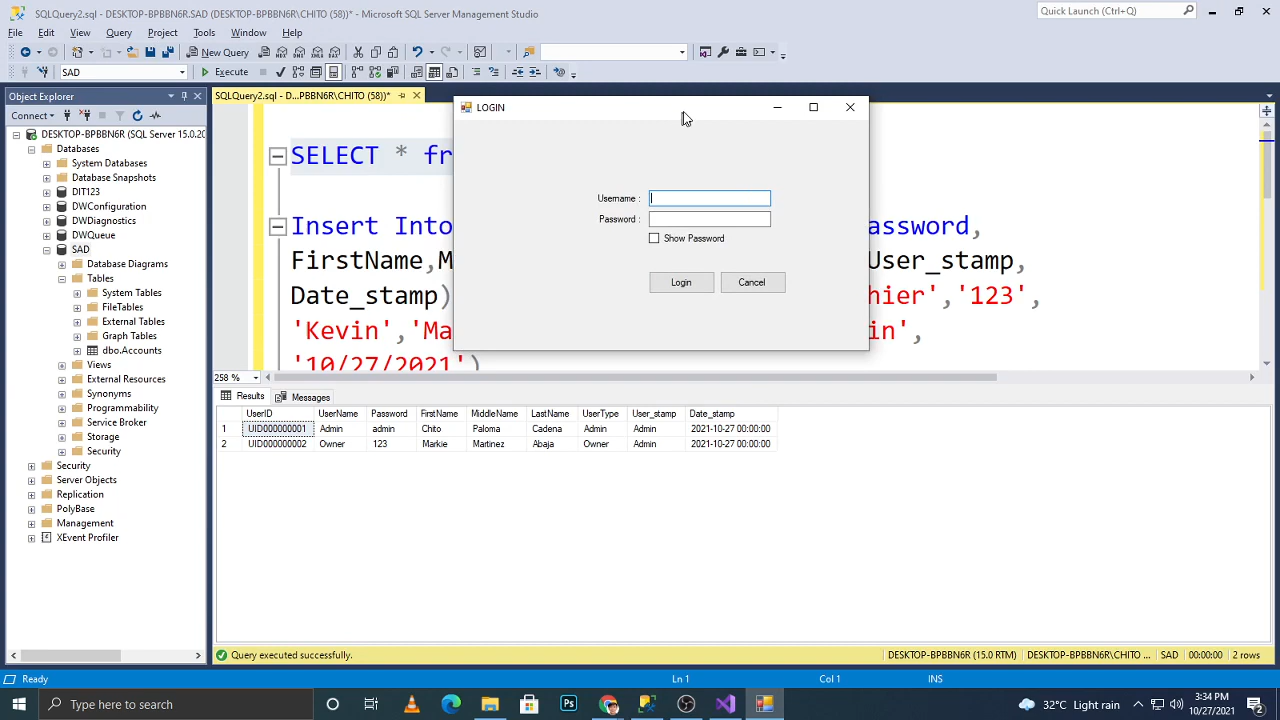 SQLQuery2.sql - DESKTOP-BPBBN6R.SAD (DESKTOP-BPBBN6R\CHITO (58))* - Microsoft SQL Server Management Studio
Quick Launch (Ctrl+Q)
File Edit View Query Project Tools Window Help
New Query
SAD
Execute
Object Explorer
Connect
DESKTOP-BPBBN6R (SQL Server 15.0.20
Databases
System Databases
Database Snapshots
DIT123
DWConfiguration
DWDiagnostics
DWQueue
SAD
Database Diagrams
Tables
System Tables
FileTables
External Tables
Graph Tables
dbo.Accounts
Views
External Resources
Synonyms
Programmability
Service Broker
Storage
Security
Security
Server Objects
Replication
PolyBase
Management
XEvent Profiler
SQLQuery2.sql - D...PBBN6R\CHITO (58))*
SELECT * fr
Insert Into assword,
FirstName,M User_stamp,
Date_stamp) hier','123',
'Kevin','Ma in',
'10/27/2021')
LOGIN
Username :
Password :
Show Password
Login Cancel
258 %
Results Messages
UserID UserName Password FirstName MiddleName LastName UserType User_stamp Date_stamp
1 UID000000001 Admin admin Chito Paloma Cadena Admin Admin 2021-10-27 00:00:00
2 UID000000002 Owner 123 Markie Martinez Abaja Owner Admin 2021-10-27 00:00:00
Query executed successfully.
DESKTOP-BPBBN6R (15.0 RTM) DESKTOP-BPBBN6R\CHITO ... SAD 00:00:00 2 rows
Ready Ln 1 Col 1 INS
Type here to search
Ps
32°C Light rain
3:34 PM
10/27/2021
2